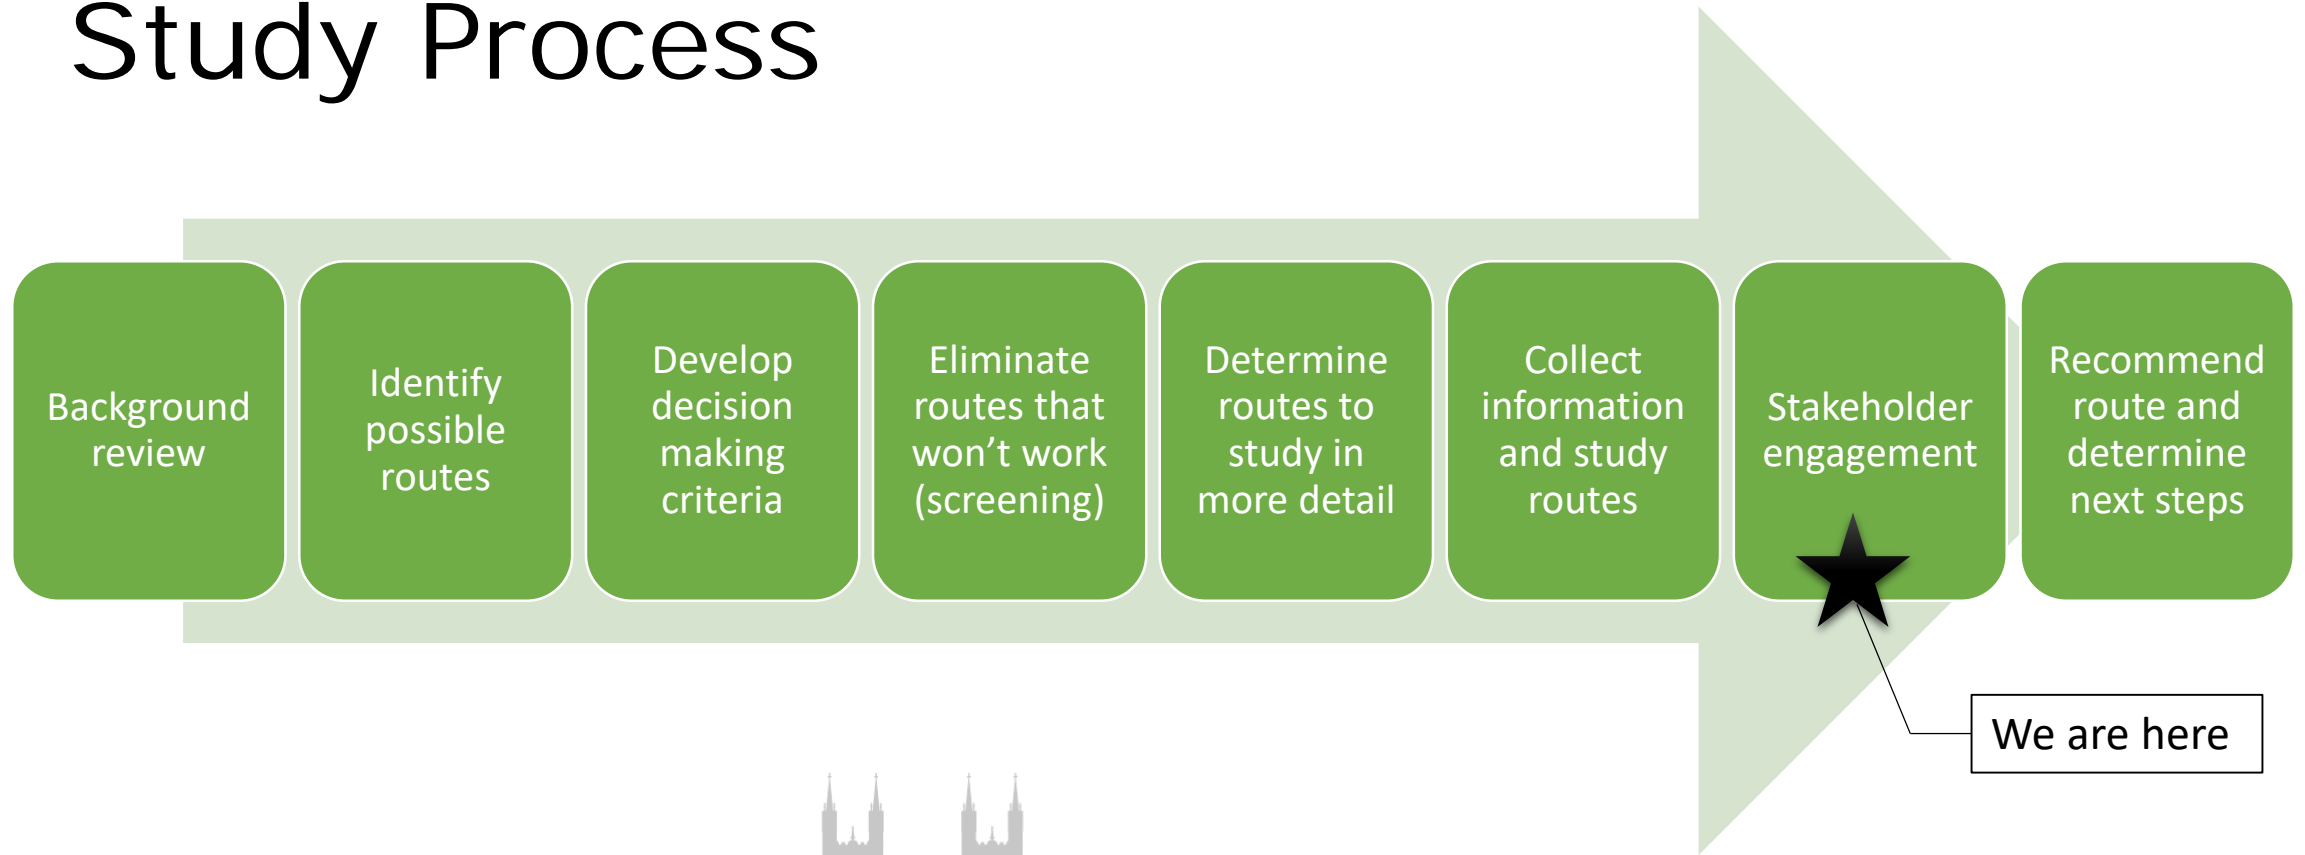 Study Process
Background
review
Identify
possible
routes
Develop
decision
making
criteria
Eliminate
routes that
won’t work
(screening)
Determine
routes to
study in
more detail
Collect
information
and study
routes
Stakeholder
engagement
Recommend
route and
determine
next steps
We are here